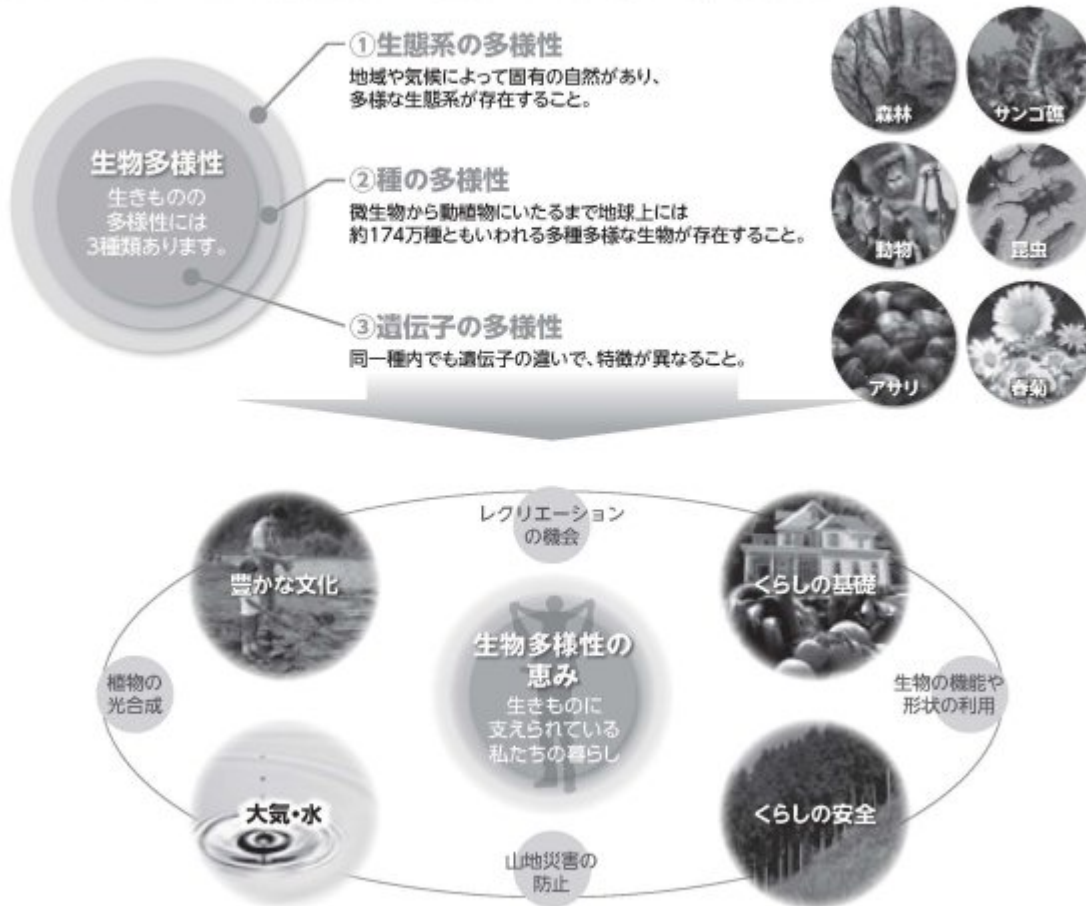 ①生態系の多様性
地域や気候によって固有の自然があり、
多様な生態系が存在すること。
森林
サンゴ礁
生物多様性
生きものの
多様性には
3種類あります。
②種の多様性
微生物から動植物にいたるまで地球上には
約174万種ともいわれる多種多様な生物が存在すること。
動物
昆虫
③遺伝子の多様性
同一種内でも遺伝子の違いで、特徴が異なること。
アサリ
春菊
レクリエーション
の機会
豊かな文化
くらしの基礎
生物多様性の
恵み
生きものに
支えられている
私たちの暮らし
植物の
光合成
生物の機能や
形状の利用
大気・水
くらしの安全
山地災害の
防止